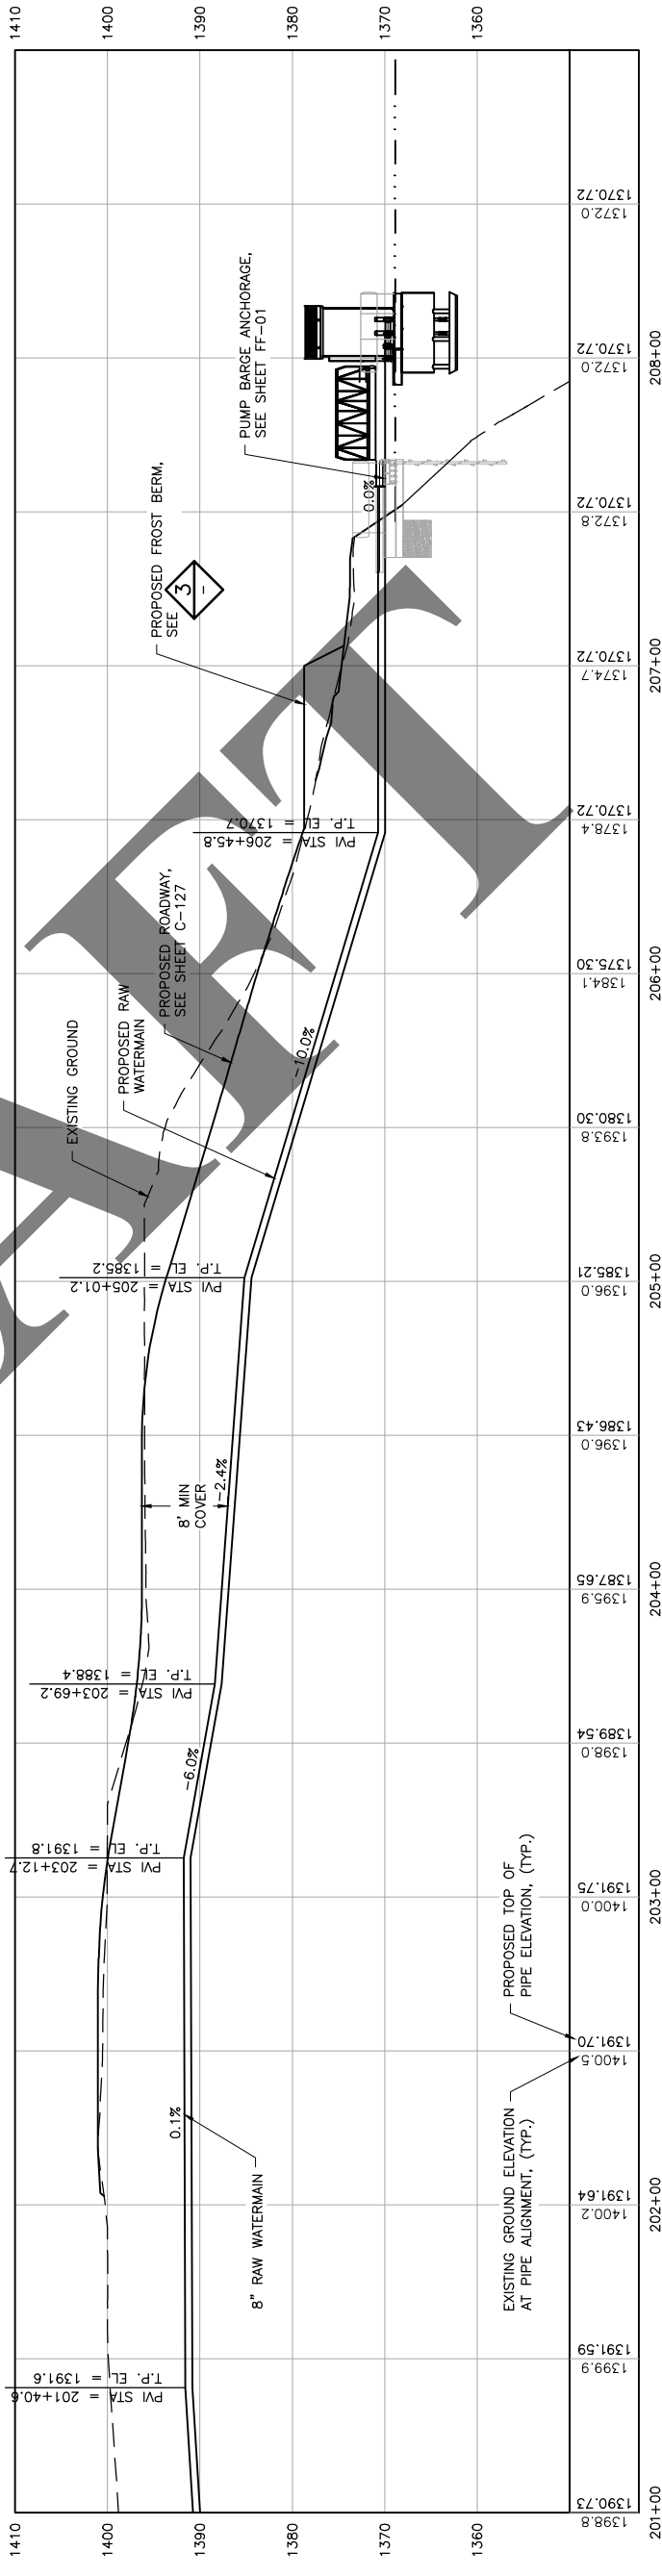 1410
1400
1390
1380
1370
1360
1410
1400
1390
1380
1370
1360
PVI STA = 201+40.6
T.P. EL = 1391.6
0.1%
8" RAW WATERMAIN
PVI STA = 203+12.7
T.P. EL = 1391.8
-6.0%
PVI STA = 203+69.2
T.P. EL = 1388.4
8' MIN
COVER
-2.4%
PVI STA = 205+01.2
T.P. EL = 1385.2
EXISTING GROUND
PROPOSED RAW
WATERMAIN
PROPOSED ROADWAY,
SEE SHEET C-127
-10.0%
PVI STA = 206+45.8
T.P. EL = 1370.7
PROPOSED FROST BERM,
SEE
3
-
0.0%
PUMP BARGE ANCHORAGE,
SEE SHEET FF-01
EXISTING GROUND ELEVATION
AT PIPE ALIGNMENT, (TYP.)
PROPOSED TOP OF
PIPE ELEVATION, (TYP.)
1398.8
1390.73
1399.9
1391.59
1400.2
1391.64
1400.5
1391.70
1400.0
1391.75
1398.0
1389.54
1395.9
1387.65
1396.0
1386.43
1396.0
1385.21
1393.8
1380.30
1384.1
1375.30
1378.4
1370.72
1374.7
1370.72
1372.8
1370.72
1372.0
1370.72
1372.0
1370.72
201+00
202+00
203+00
204+00
205+00
206+00
207+00
208+00
AFT